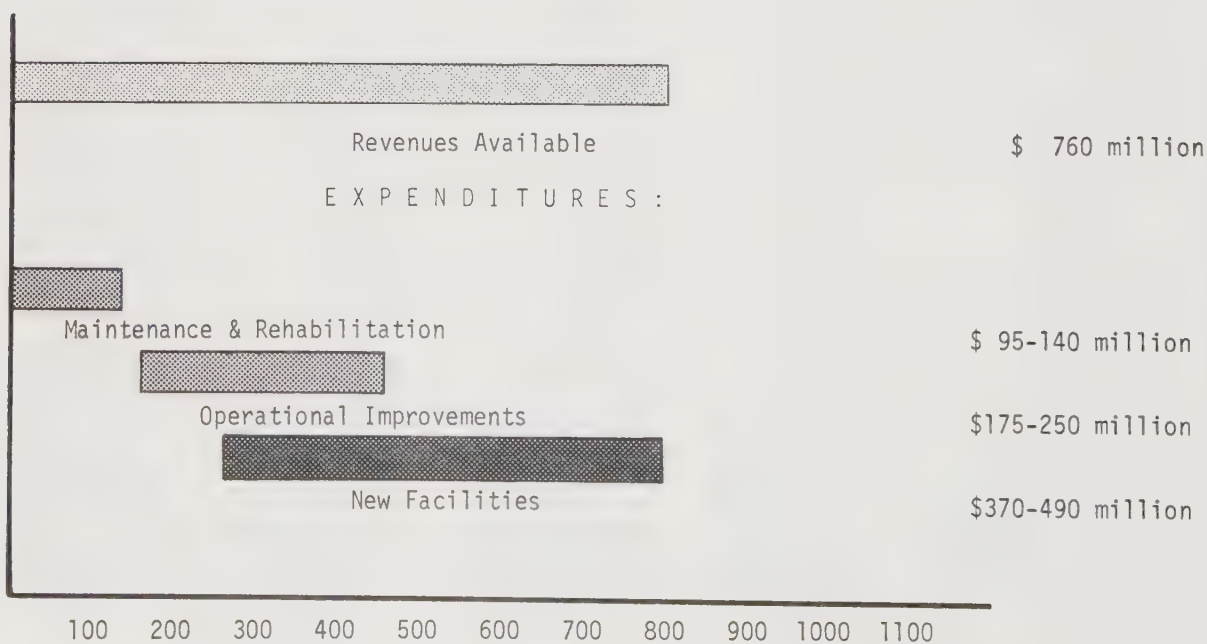 Revenues Available $ 760 million
E X P E N D I T U R E S :
Maintenance & Rehabilitation $ 95-140 million
Operational Improvements $175-250 million
New Facilities $370-490 million
100 200 300 400 500 600 700 800 900 1000 1100